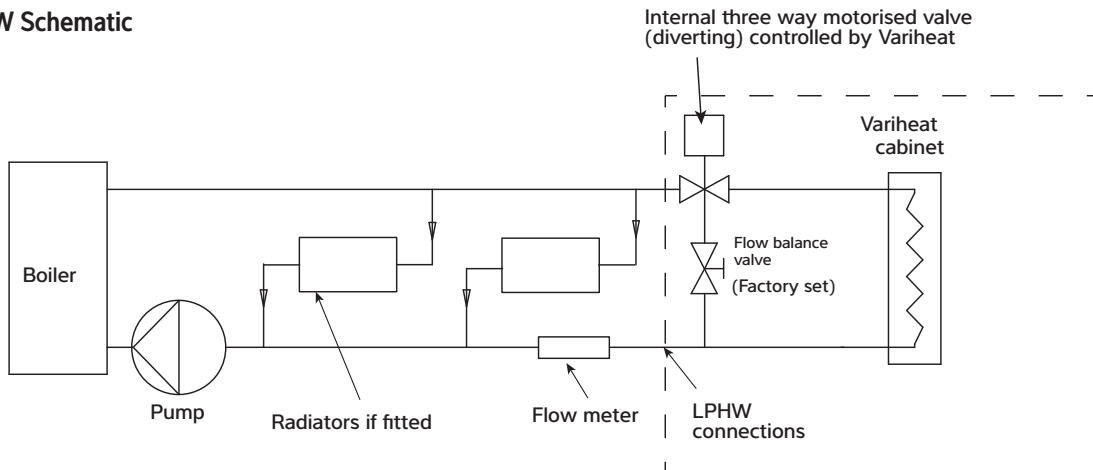 Schematic
Internal three way motorised valve
(diverting) controlled by Variheat
Variheat
cabinet
Flow balance
valve
(Factory set)
Boiler
Pump
Radiators if fitted
Flow meter
LPHW
connections